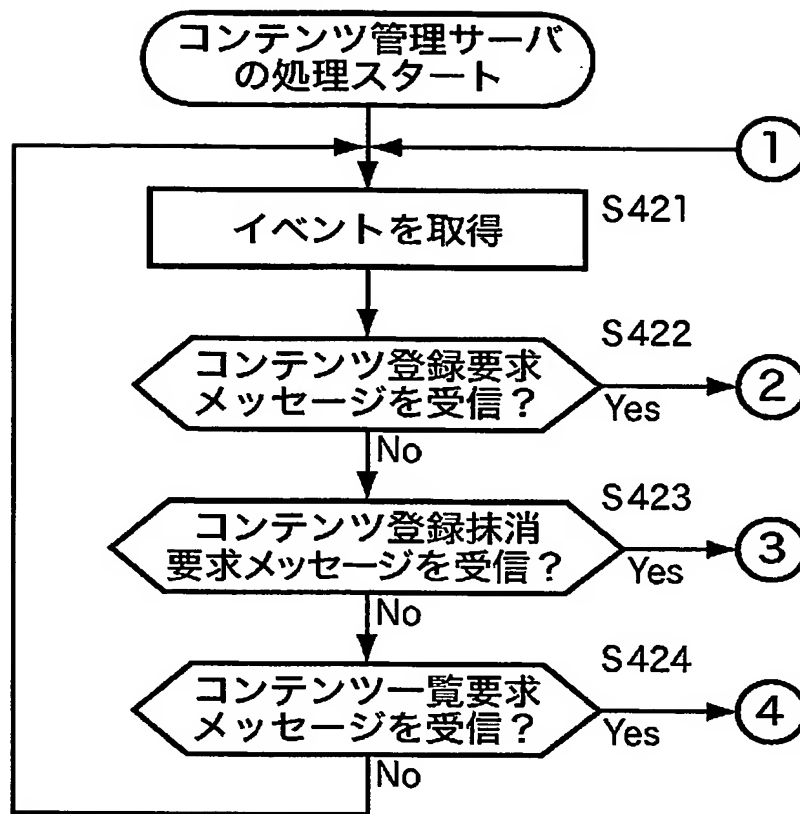 コンテンツ管理サーバ
の処理スタート
1
イベントを取得
S421
コンテンツ登録要求
メッセージを受信？
S422
Yes
2
No
コンテンツ登録抹消
要求メッセージを受信？
S423
Yes
3
No
コンテンツ一覧要求
メッセージを受信？
S424
Yes
4
No